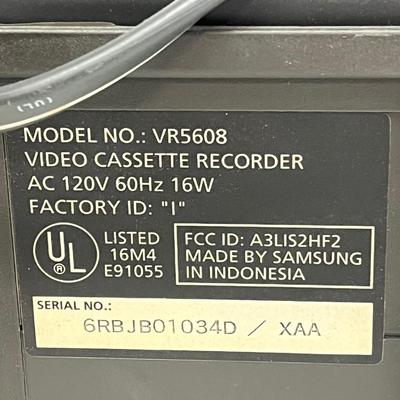 MODEL NO.: VR5608
VIDEO CASSETTE RECORDER
AC 120V 60Hz 16W
FACTORY ID: "I"
UL ®
LISTED
16M4
E91055
FCC ID: A3LIS2HF2
MADE BY SAMSUNG
IN INDONESIA
SERIAL NO.:
6RBJB01034D / XAA